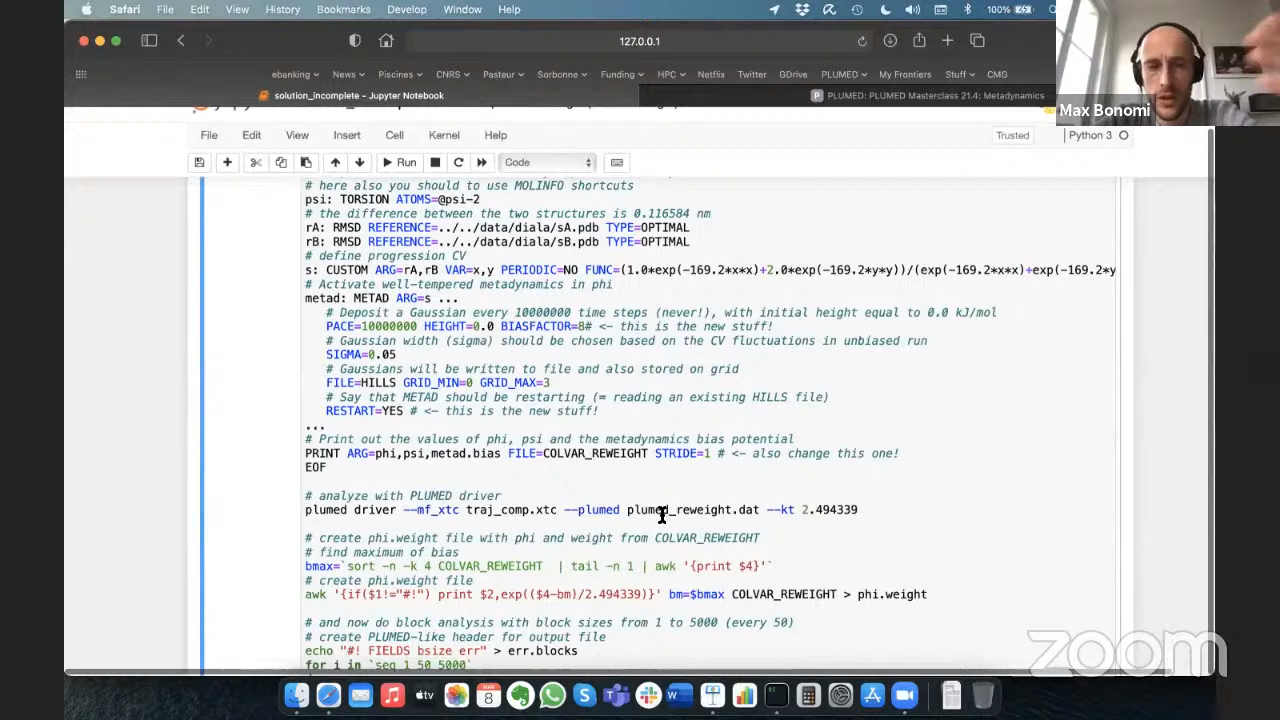 Safari File Edit View History Bookmarks Develop Window Help 100%
127.0.0.1
ebanking News Piscines CNRS Pasteur Sorbonne Funding HPC Netflix Twitter GDrive PLUMED My Frontiers Stuff CMG
solution_incomplete – Jupyter Notebook P PLUMED: PLUMED Masterclass 21.4: Metadynamics
Max Bonomi
File Edit View Insert Cell Kernel Help Trusted Python 3
Run Code
# here also you should to use MOLINFO shortcuts
psi: TORSION ATOMS=@psi-2
# the difference between the two structures is 0.116584 nm
rA: RMSD REFERENCE=../../data/diala/sA.pdb TYPE=OPTIMAL
rB: RMSD REFERENCE=../../data/diala/sB.pdb TYPE=OPTIMAL
# define progression CV
s: CUSTOM ARG=rA,rB VAR=x,y PERIODIC=NO FUNC=(1.0*exp(-169.2*x*x)+2.0*exp(-169.2*y*y))/(exp(-169.2*x*x)+exp(-169.2*y
# Activate well-tempered metadynamics in phi
metad: METAD ARG=s ...
# Deposit a Gaussian every 10000000 time steps (never!), with initial height equal to 0.0 kJ/mol
PACE=10000000 HEIGHT=0.0 BIASFACTOR=8# <- this is the new stuff!
# Gaussian width (sigma) should be chosen based on the CV fluctuations in unbiased run
SIGMA=0.05
# Gaussians will be written to file and also stored on grid
FILE=HILLS GRID_MIN=0 GRID_MAX=3
# Say that METAD should be restarting (= reading an existing HILLS file)
RESTART=YES # <- this is the new stuff!
...
# Print out the values of phi, psi and the metadynamics bias potential
PRINT ARG=phi,psi,metad.bias FILE=COLVAR_REWEIGHT STRIDE=1 # <- also change this one!
EOF
# analyze with PLUMED driver
plumed driver --mf_xtc traj_comp.xtc --plumed plumed_reweight.dat --kt 2.494339
# create phi.weight file with phi and weight from COLVAR_REWEIGHT
# find maximum of bias
bmax=`sort -n -k 4 COLVAR_REWEIGHT | tail -n 1 | awk '{print $4}'`
# create phi.weight file
awk '{if($1!="#!") print $2,exp(($4-bm)/2.494339)}' bm=$bmax COLVAR_REWEIGHT > phi.weight
# and now do block analysis with block sizes from 1 to 5000 (every 50)
# create PLUMED-like header for output file
echo "#! FIELDS bsize err" > err.blocks
for i in `seq 1 50 5000`
zoom
MAR 8
tv